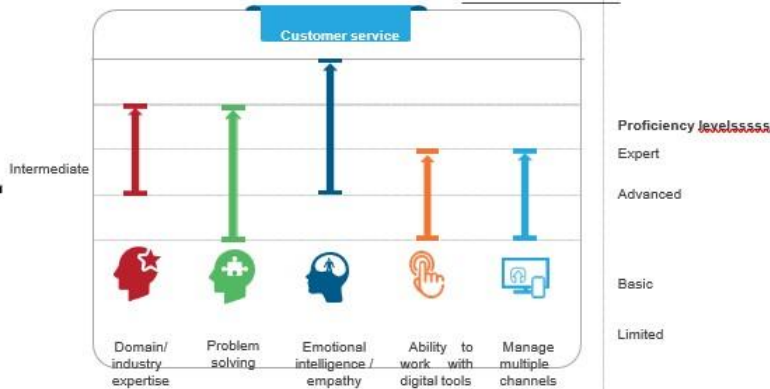 Customer service
Proficiency levelsssss
Expert
Intermediate
Advanced
Basic
Limited
Domain/
industry
expertise
Problem
solving
Emotional
intelligence /
empathy
Ability to
work with
digital tools
Manage
multiple
channels